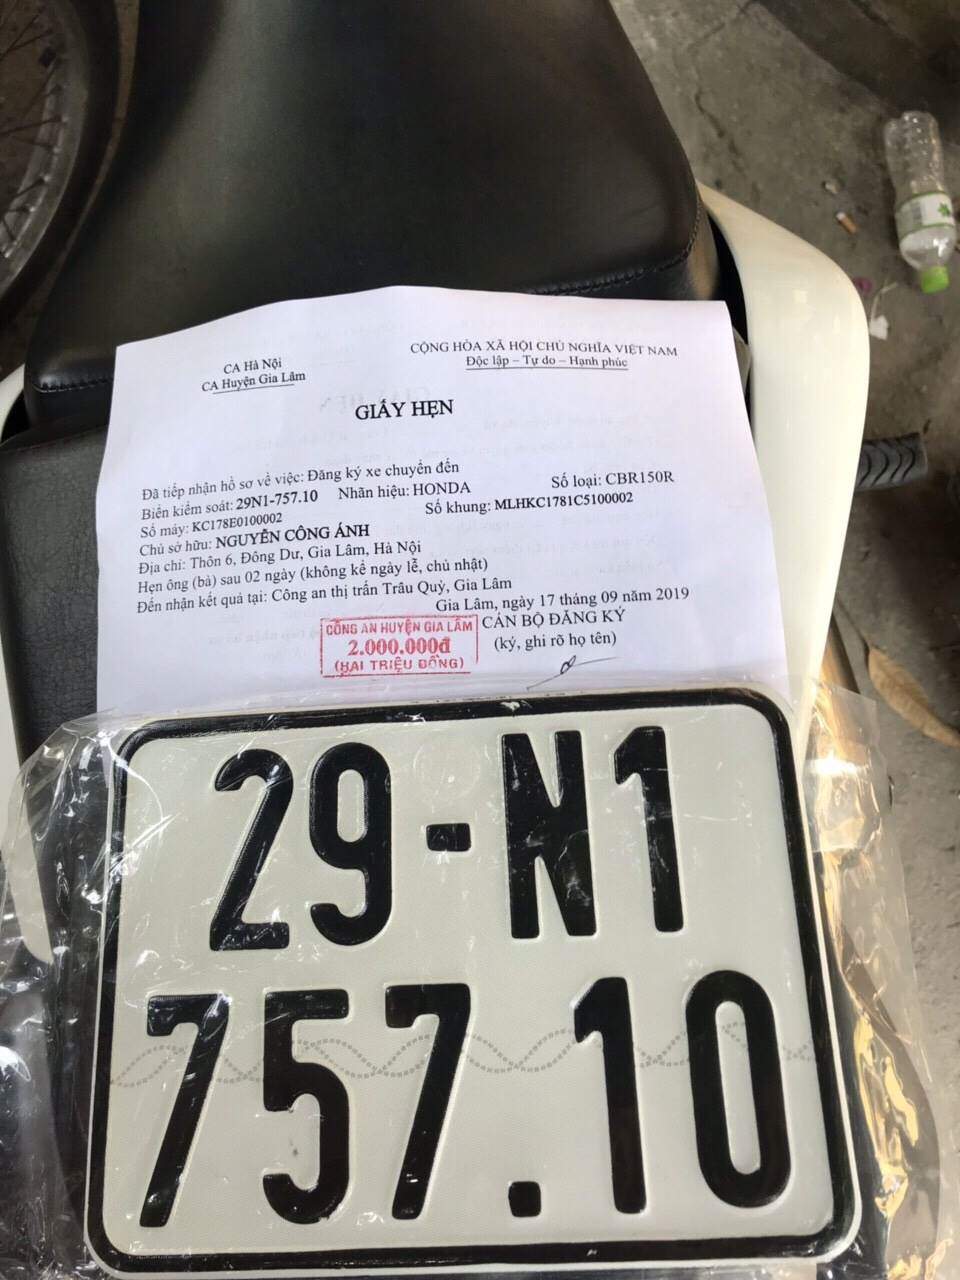 CA Hà Nội
CA Huyện Gia Lâm
CỘNG HÒA XÃ HỘI CHỦ NGHĨA VIỆT NAM
Độc lập – Tự do – Hạnh phúc
GIẤY HẸN
Đã tiếp nhận hồ sơ về việc: Đăng ký xe chuyển đến
Biển kiểm soát: 29N1-757.10 Nhãn hiệu: HONDA Số loại: CBR150R
Số máy: KC178E0100002 Số khung: MLHKC1781C5100002
Chủ sở hữu: NGUYỄN CÔNG ÁNH
Địa chỉ: Thôn 6, Đông Dư, Gia Lâm, Hà Nội
Hẹn ông (bà) sau 02 ngày (không kể ngày lễ, chủ nhật)
Đến nhận kết quả tại: Công an thị trấn Trâu Quỳ, Gia Lâm
Gia Lâm, ngày 17 tháng 09 năm 2019
CÁN BỘ ĐĂNG KÝ
(ký, ghi rõ họ tên)
CÔNG AN HUYỆN GIA LÂM
2.000.000đ
(HAI TRIỆU ĐỒNG)
29-N1
757.10